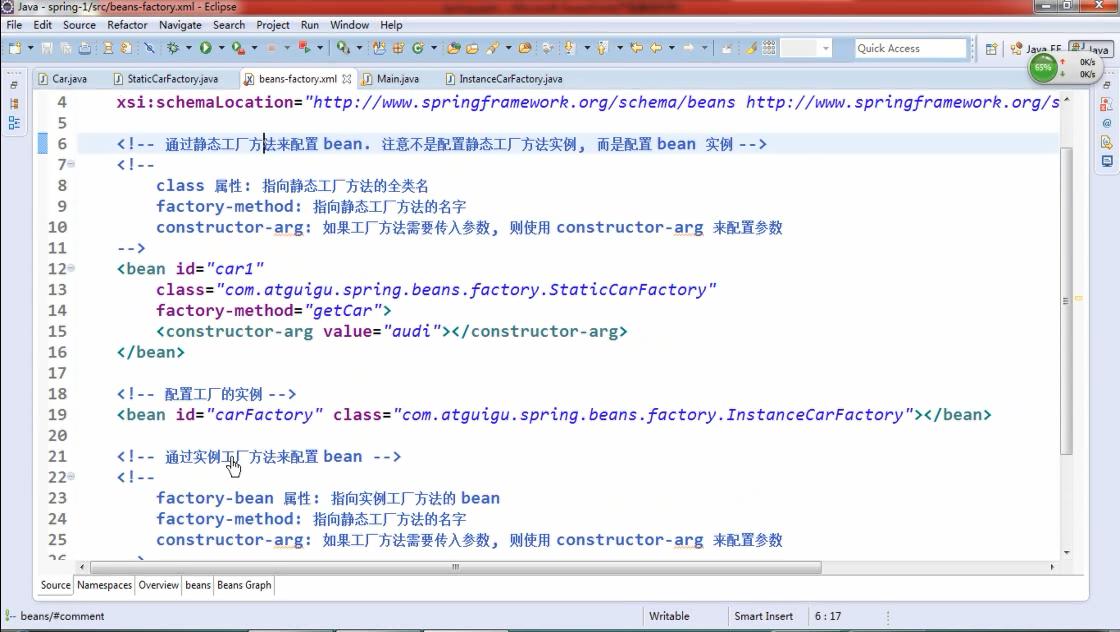 Java - spring-1/src/beans-factory.xml - Eclipse
File Edit Source Refactor Navigate Search Project Run Window Help
Quick Access
Java EE Java
65% 0K/s
0K/s
Car.java StaticCarFactory.java beans-factory.xml Main.java InstanceCarFactory.java
4 xsi:schemaLocation="http://www.springframework.org/schema/beans http://www.springframework.org/s
5
6 <!-- 通过静态工厂方法来配置 bean. 注意不是配置静态工厂方法实例, 而是配置 bean 实例 -->
7 <!--
8 class 属性: 指向静态工厂方法的全类名
9 factory-method: 指向静态工厂方法的名字
10 constructor-arg: 如果工厂方法需要传入参数, 则使用 constructor-arg 来配置参数
11 -->
12 <bean id="car1"
13 class="com.atguigu.spring.beans.factory.StaticCarFactory"
14 factory-method="getCar">
15 <constructor-arg value="audi"></constructor-arg>
16 </bean>
17
18 <!-- 配置工厂的实例 -->
19 <bean id="carFactory" class="com.atguigu.spring.beans.factory.InstanceCarFactory"></bean>
20
21 <!-- 通过实例工厂方法来配置 bean -->
22 <!--
23 factory-bean 属性: 指向实例工厂方法的 bean
24 factory-method: 指向静态工厂方法的名字
25 constructor-arg: 如果工厂方法需要传入参数, 则使用 constructor-arg 来配置参数
Source Namespaces Overview beans Beans Graph
beans/#comment Writable Smart Insert 6 : 17